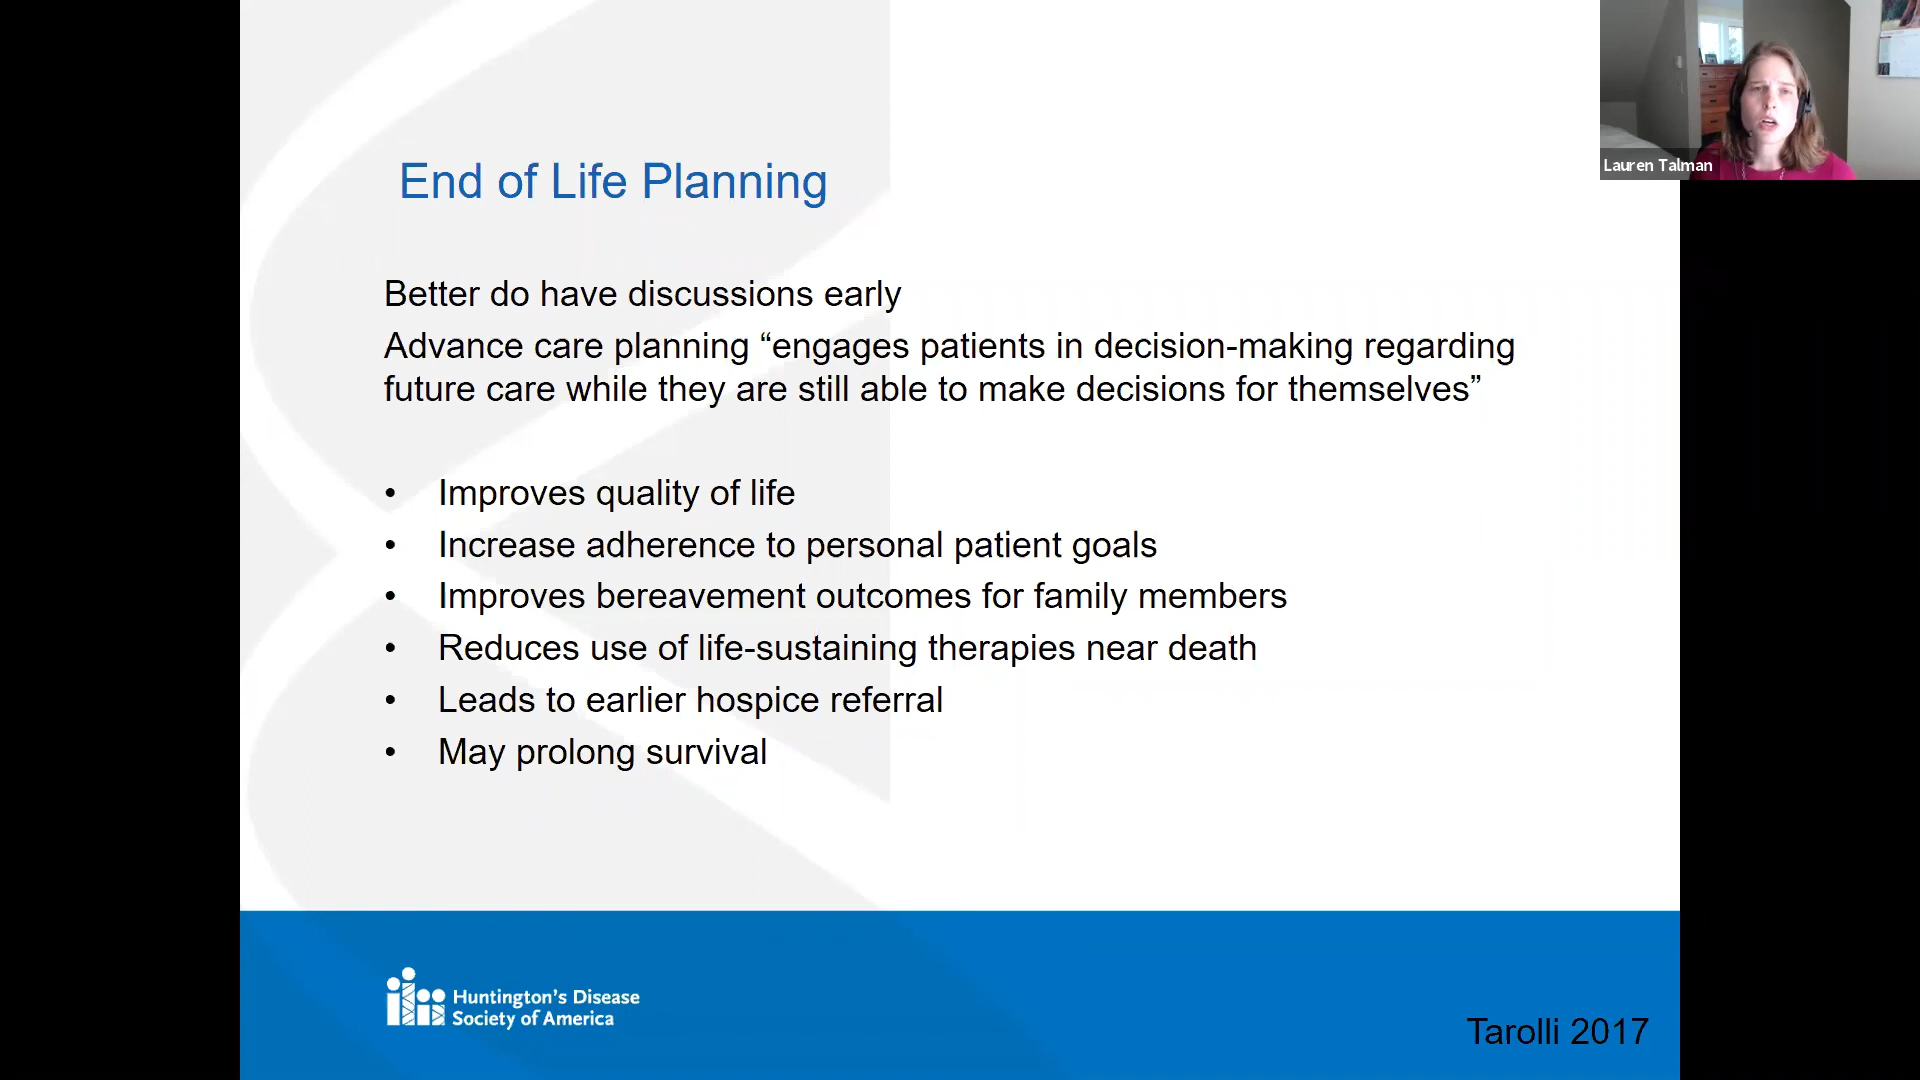 Lauren Talman
End of Life Planning
Better do have discussions early
Advance care planning “engages patients in decision-making regarding
future care while they are still able to make decisions for themselves”
• Improves quality of life
• Increase adherence to personal patient goals
• Improves bereavement outcomes for family members
• Reduces use of life-sustaining therapies near death
• Leads to earlier hospice referral
• May prolong survival
Huntington's Disease
Society of America
Tarolli 2017